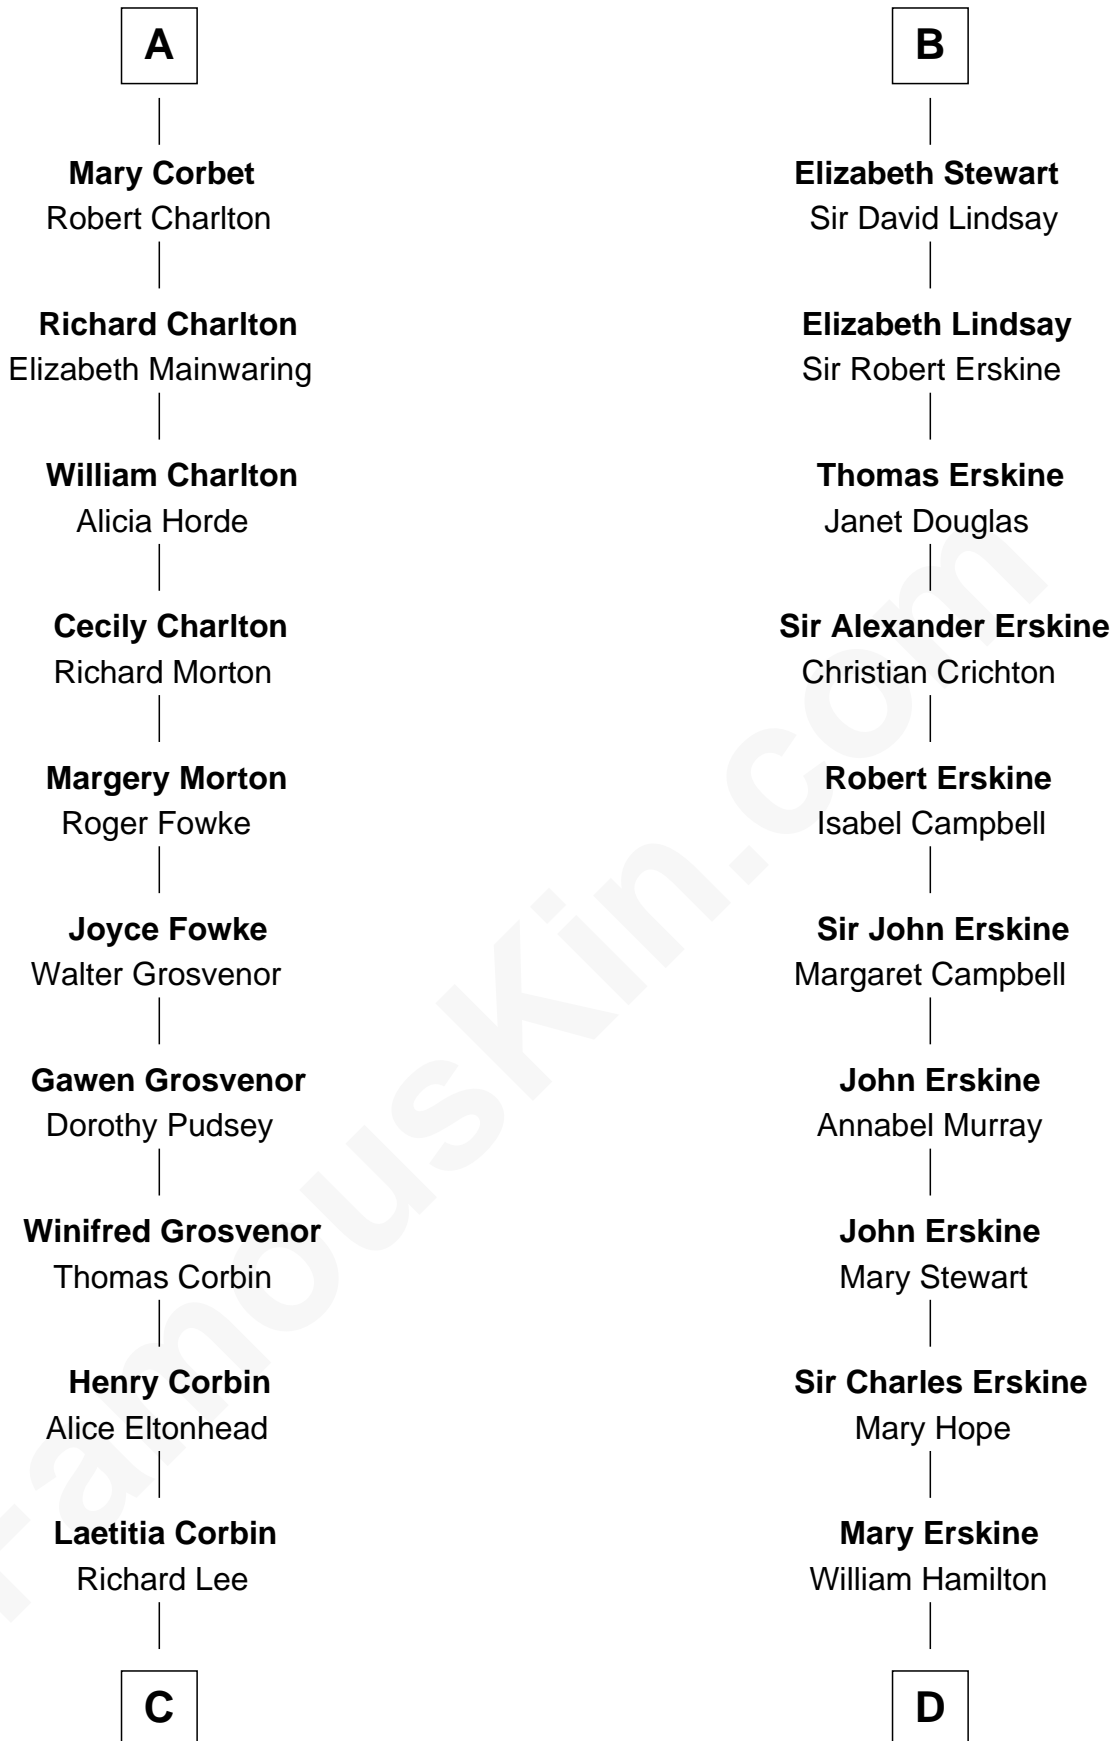 A
Mary Corbet
Robert Charlton
Richard Charlton
Elizabeth Mainwaring
William Charlton
Alicia Horde
Cecily Charlton
Richard Morton
Margery Morton
Roger Fowke
Joyce Fowke
Walter Grosvenor
Gawen Grosvenor
Dorothy Pudsey
Winifred Grosvenor
Thomas Corbin
Henry Corbin
Alice Eltonhead
Laetitia Corbin
Richard Lee
C
B
Elizabeth Stewart
Sir David Lindsay
Elizabeth Lindsay
Sir Robert Erskine
Thomas Erskine
Janet Douglas
Sir Alexander Erskine
Christian Crichton
Robert Erskine
Isabel Campbell
Sir John Erskine
Margaret Campbell
John Erskine
Annabel Murray
John Erskine
Mary Stewart
Sir Charles Erskine
Mary Hope
Mary Erskine
William Hamilton
D
FamousKin.com